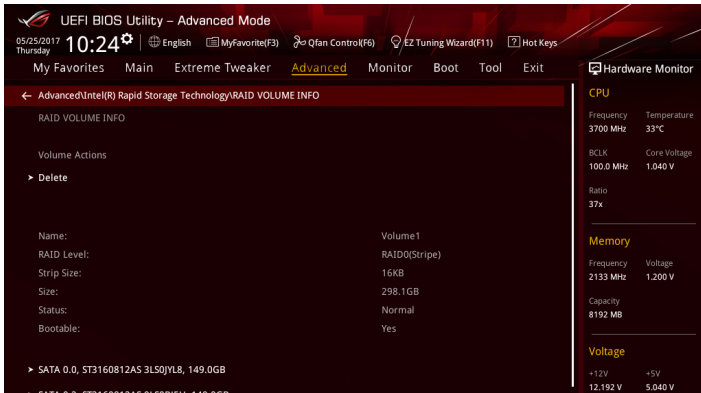 UEFI BIOS Utility – Advanced Mode
05/25/2017
Thursday
10:24
English
MyFavorite(F3)
Qfan Control(F6)
EZ Tuning Wizard(F11)
? Hot Keys
My Favorites Main Extreme Tweaker Advanced Monitor Boot Tool Exit
Hardware Monitor
← Advanced\Intel(R) Rapid Storage Technology\RAID VOLUME INFO
RAID VOLUME INFO
Volume Actions
> Delete
Name: Volume1
RAID Level: RAID0(Stripe)
Strip Size: 16KB
Size: 298.1GB
Status: Normal
Bootable: Yes
> SATA 0.0, ST3160812AS 3LS0JYL8, 149.0GB
CPU
Frequency Temperature
3700 MHz 33°C
BCLK Core Voltage
100.0 MHz 1.040 V
Ratio
37x
Memory
Frequency Voltage
2133 MHz 1.200 V
Capacity
8192 MB
Voltage
+12V +5V
12.192 V 5.040 V